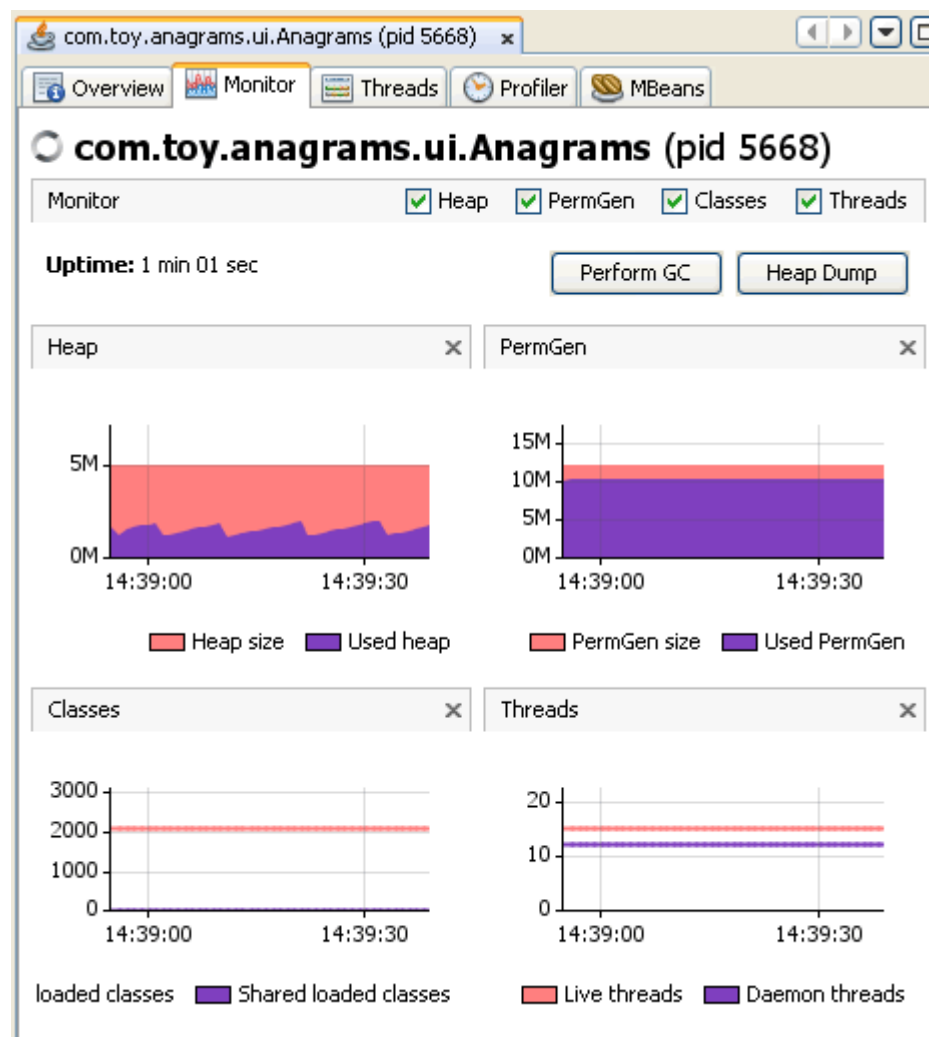 com.toy.anagrams.ui.Anagrams (pid 5668)
Overview Monitor Threads Profiler MBeans
com.toy.anagrams.ui.Anagrams (pid 5668)
Monitor Heap PermGen Classes Threads
Uptime: 1 min 01 sec Perform GC Heap Dump
Heap PermGen
5M
0M
14:39:00 14:39:30
Heap size Used heap
15M
10M
5M
0M
14:39:00 14:39:30
PermGen size Used PermGen
Classes Threads
3000
2000
1000
0
14:39:00 14:39:30
loaded classes Shared loaded classes
20
10
0
14:39:00 14:39:30
Live threads Daemon threads